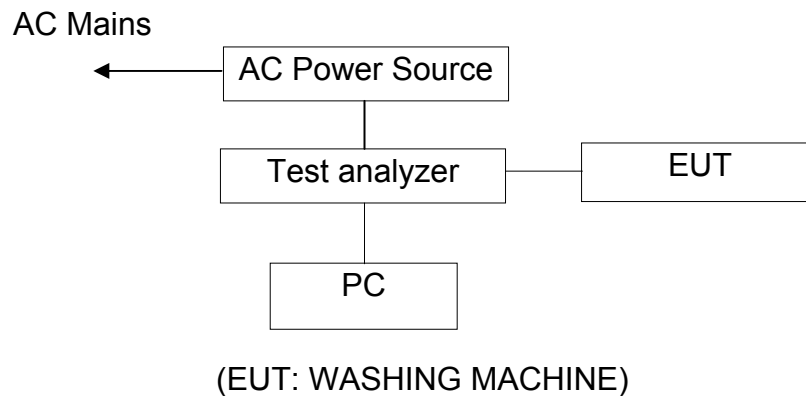 AC Mains
AC Power Source
Test analyzer
EUT
PC
(EUT: WASHING MACHINE)